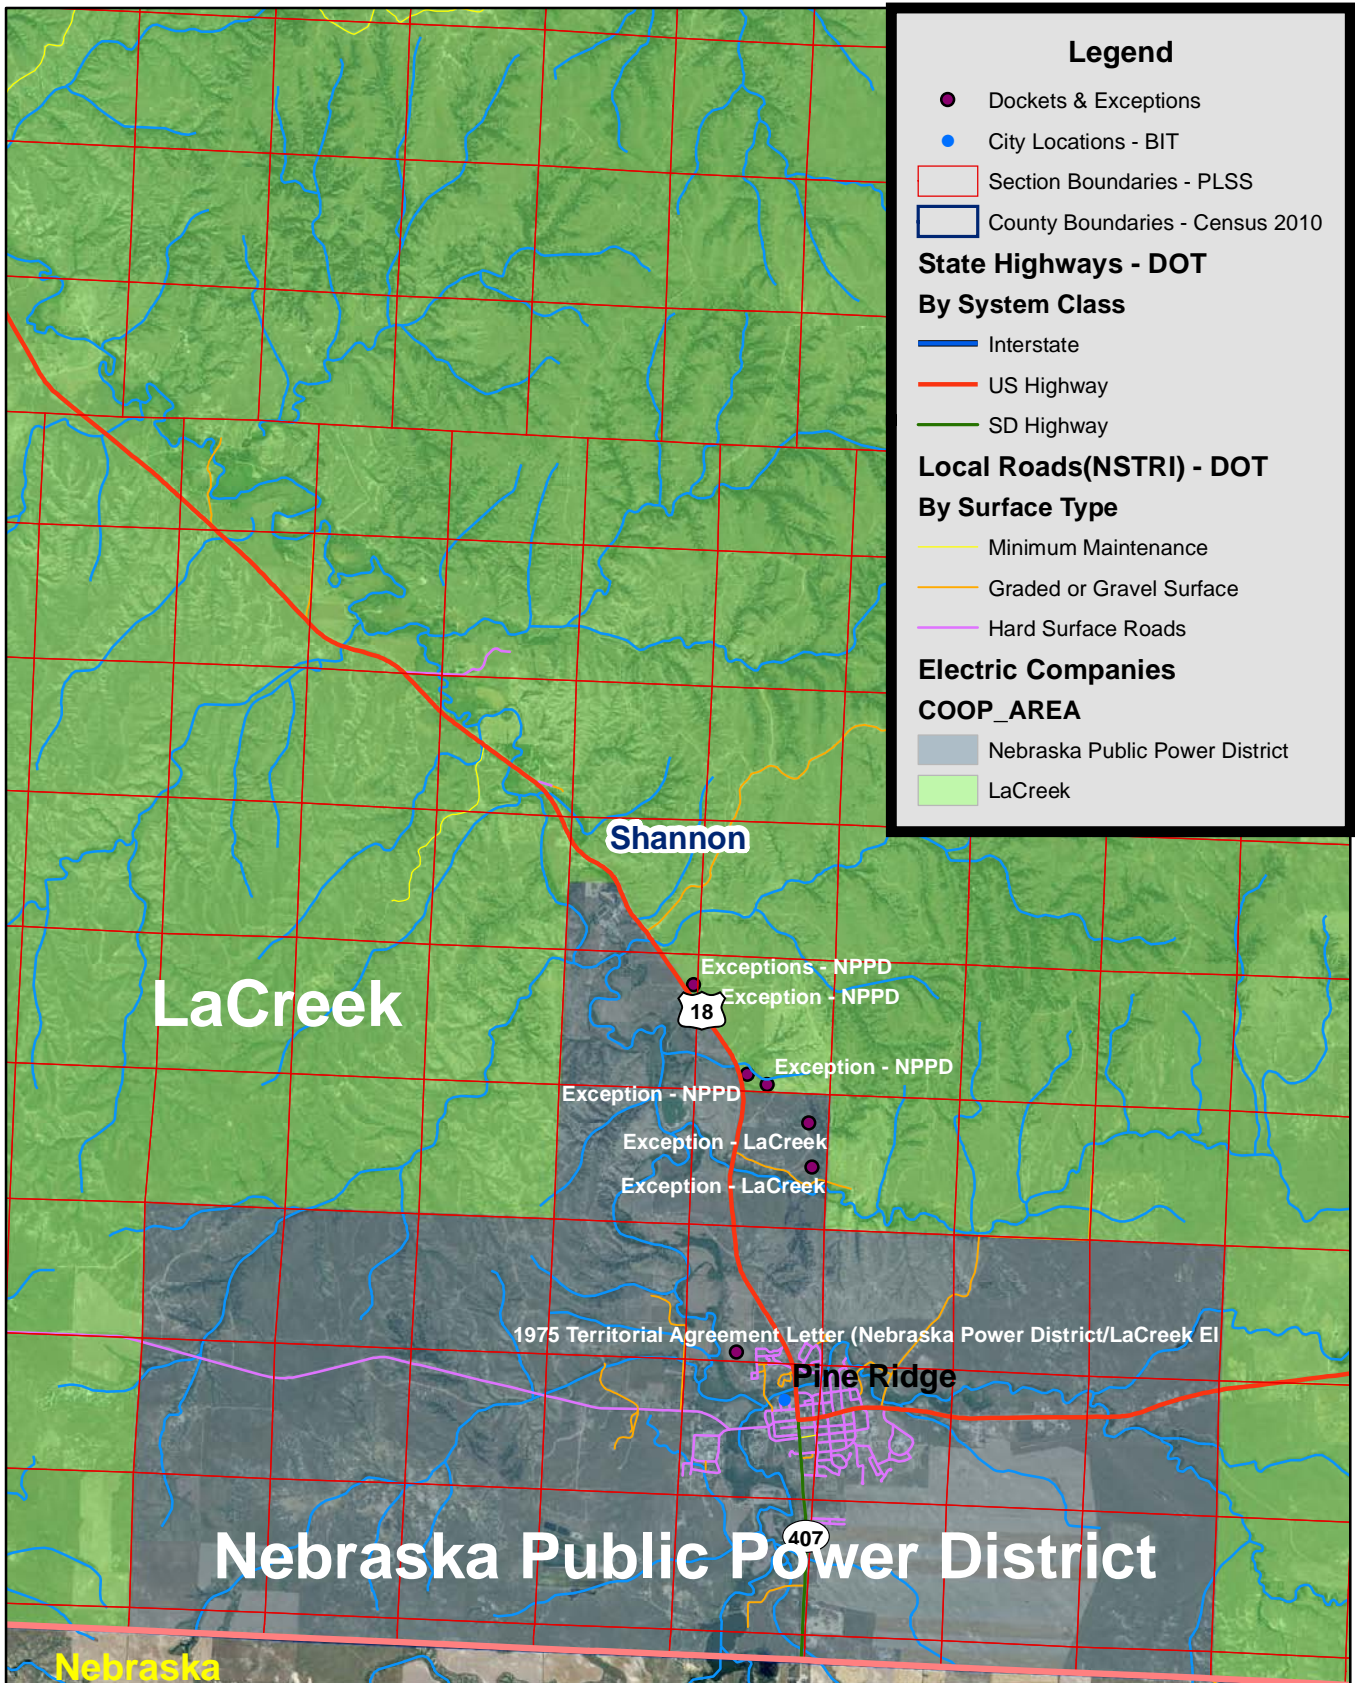 Legend
Dockets & Exceptions
City Locations - BIT
Section Boundaries - PLSS
County Boundaries - Census 2010
State Highways - DOT
By System Class
Interstate
US Highway
SD Highway
Local Roads(NSTRI) - DOT
By Surface Type
Minimum Maintenance
Graded or Gravel Surface
Hard Surface Roads
Electric Companies
COOP_AREA
Nebraska Public Power District
LaCreek
Shannon
Exceptions - NPPD
Exception - NPPD
18
LaCreek
Exception - NPPD
Exception - NPPD
Exception - LaCreek
Exception - LaCreek
1975 Territorial Agreement Letter (Nebraska Power District/LaCreek El
Pine Ridge
407
Nebraska Public Power District
Nebraska